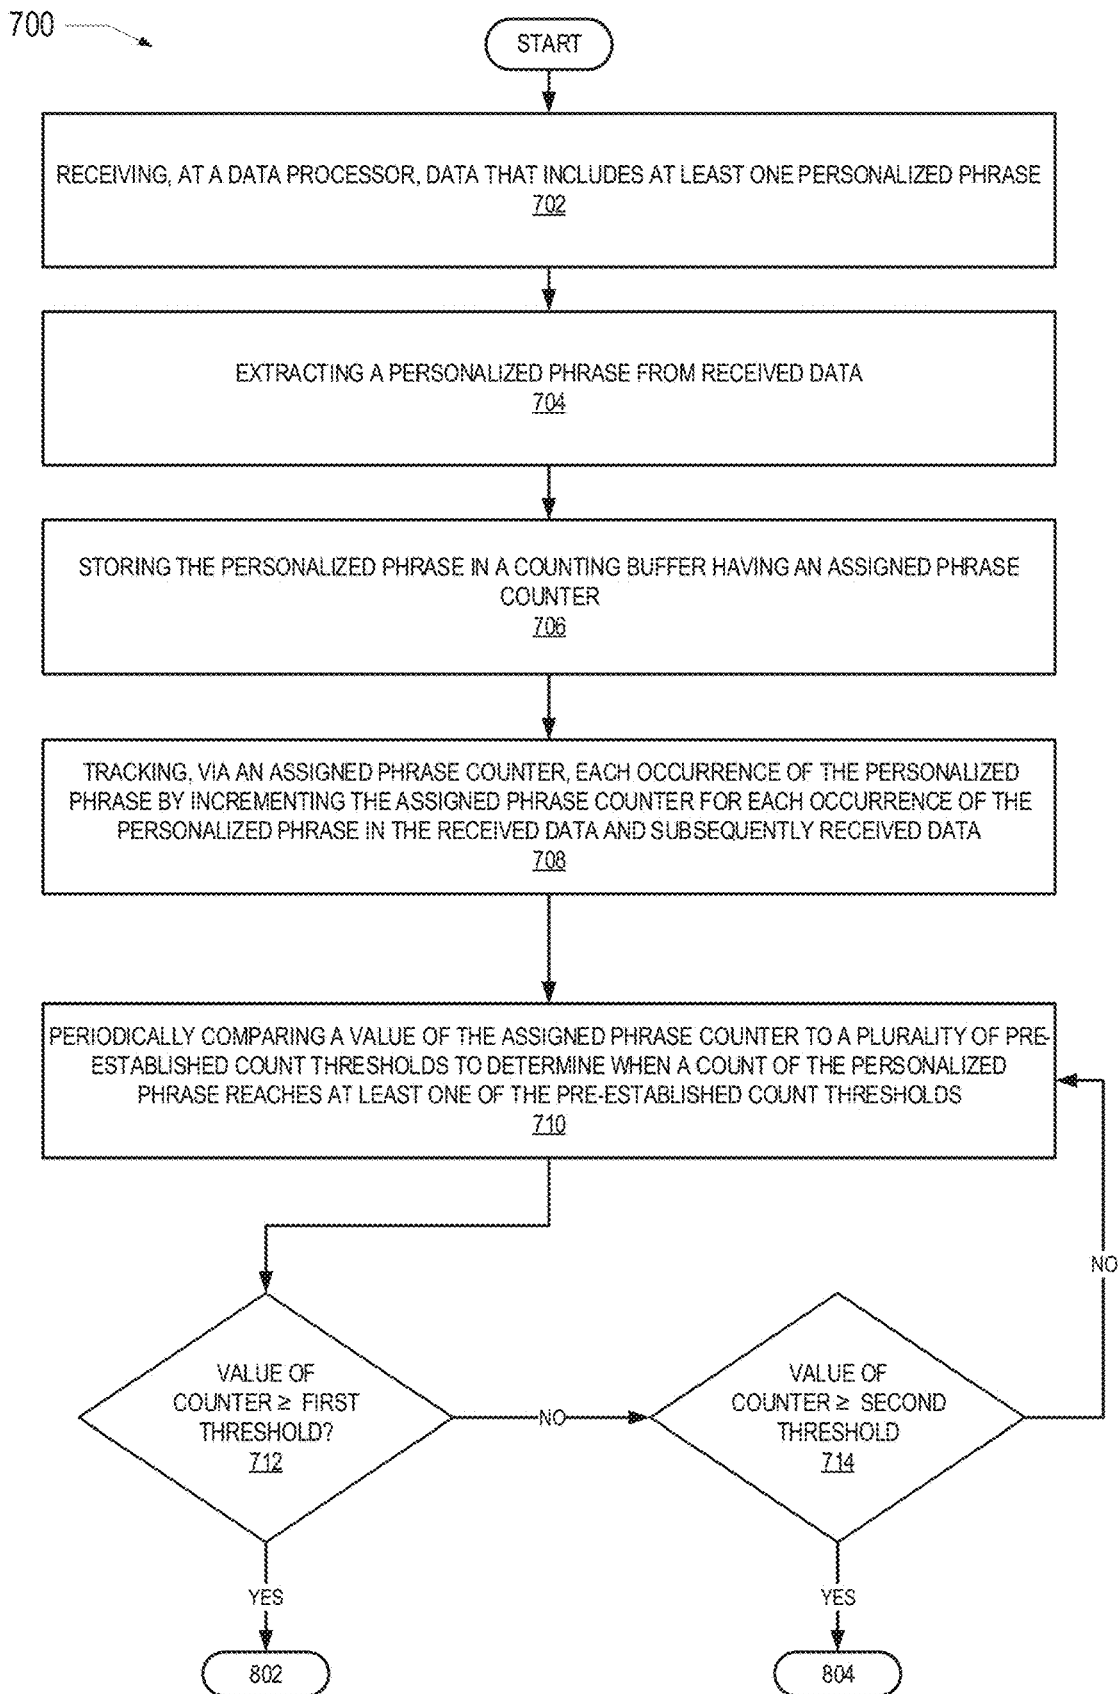 700
START
RECEIVING, AT A DATA PROCESSOR, DATA THAT INCLUDES AT LEAST ONE PERSONALIZED PHRASE
702
EXTRACTING A PERSONALIZED PHRASE FROM RECEIVED DATA
704
STORING THE PERSONALIZED PHRASE IN A COUNTING BUFFER HAVING AN ASSIGNED PHRASE
COUNTER
706
TRACKING, VIA AN ASSIGNED PHRASE COUNTER, EACH OCCURRENCE OF THE PERSONALIZED
PHRASE BY INCREMENTING THE ASSIGNED PHRASE COUNTER FOR EACH OCCURRENCE OF THE
PERSONALIZED PHRASE IN THE RECEIVED DATA AND SUBSEQUENTLY RECEIVED DATA
708
PERIODICALLY COMPARING A VALUE OF THE ASSIGNED PHRASE COUNTER TO A PLURALITY OF PRE-
ESTABLISHED COUNT THRESHOLDS TO DETERMINE WHEN A COUNT OF THE PERSONALIZED
PHRASE REACHES AT LEAST ONE OF THE PRE-ESTABLISHED COUNT THRESHOLDS
710
NO
VALUE OF
COUNTER ≥ FIRST
THRESHOLD?
712
NO
VALUE OF
COUNTER ≥ SECOND
THRESHOLD
714
YES
YES
802
804